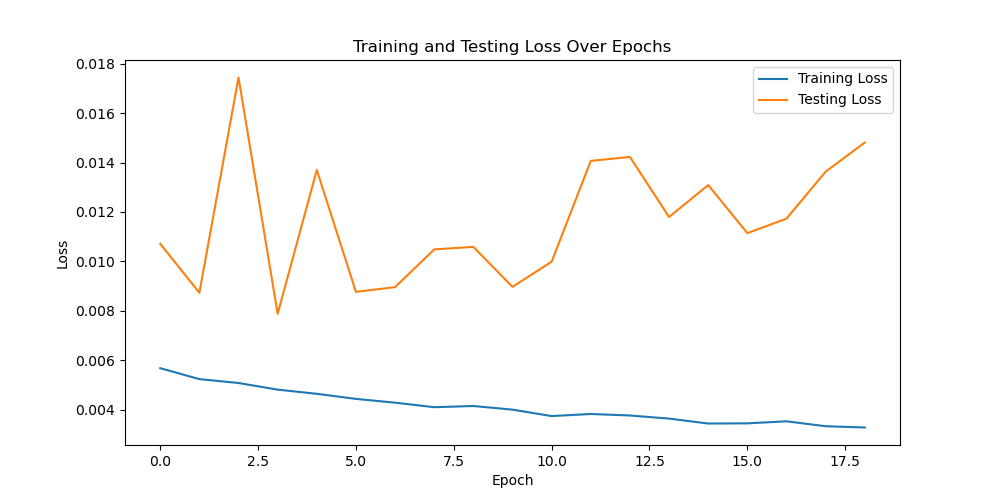 Training and Testing Loss Over Epochs
Training Loss
Testing Loss
0.018
0.016
0.014
0.012
0.010
0.008
0.006
0.004
Loss
0.0 2.5 5.0 7.5 10.0 12.5 15.0 17.5
Epoch